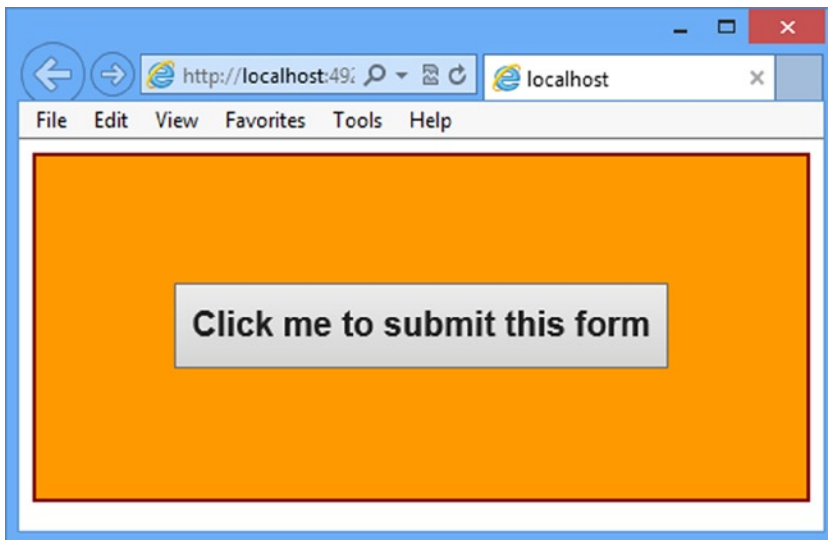 http://localhost:492
localhost
File Edit View Favorites Tools Help
Click me to submit this form